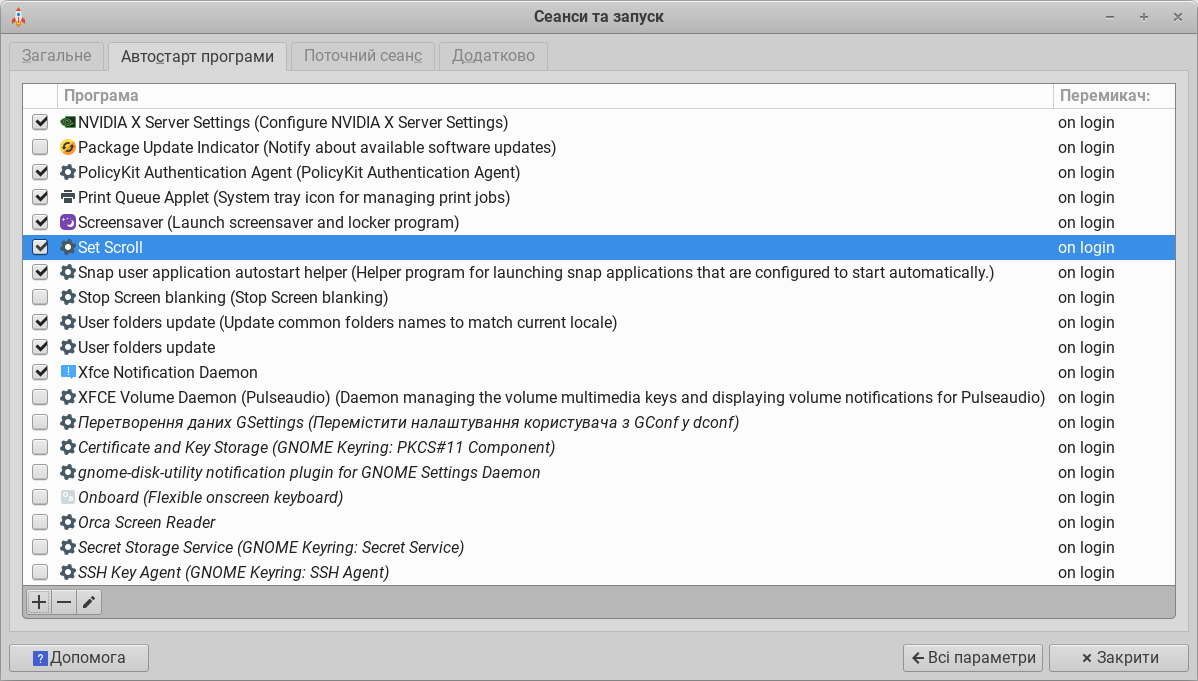 Сеанси та запуск
Загальне
Автостарт програми
Поточний сеанс
Додатково
Програма
Перемикач:
NVIDIA X Server Settings (Configure NVIDIA X Server Settings) on login
Package Update Indicator (Notify about available software updates) on login
PolicyKit Authentication Agent (PolicyKit Authentication Agent) on login
Print Queue Applet (System tray icon for managing print jobs) on login
Screensaver (Launch screensaver and locker program) on login
Set Scroll on login
Snap user application autostart helper (Helper program for launching snap applications that are configured to start automatically.) on login
Stop Screen blanking (Stop Screen blanking) on login
User folders update (Update common folders names to match current locale) on login
User folders update on login
Xfce Notification Daemon on login
XFCE Volume Daemon (Pulseaudio) (Daemon managing the volume multimedia keys and displaying volume notifications for Pulseaudio) on login
Перетворення даних GSettings (Перемістити налаштування користувача з GConf у dconf) on login
Certificate and Key Storage (GNOME Keyring: PKCS#11 Component) on login
gnome-disk-utility notification plugin for GNOME Settings Daemon on login
Onboard (Flexible onscreen keyboard) on login
Orca Screen Reader on login
Secret Storage Service (GNOME Keyring: Secret Service) on login
SSH Key Agent (GNOME Keyring: SSH Agent) on login
Допомога
Всі параметри
Закрити